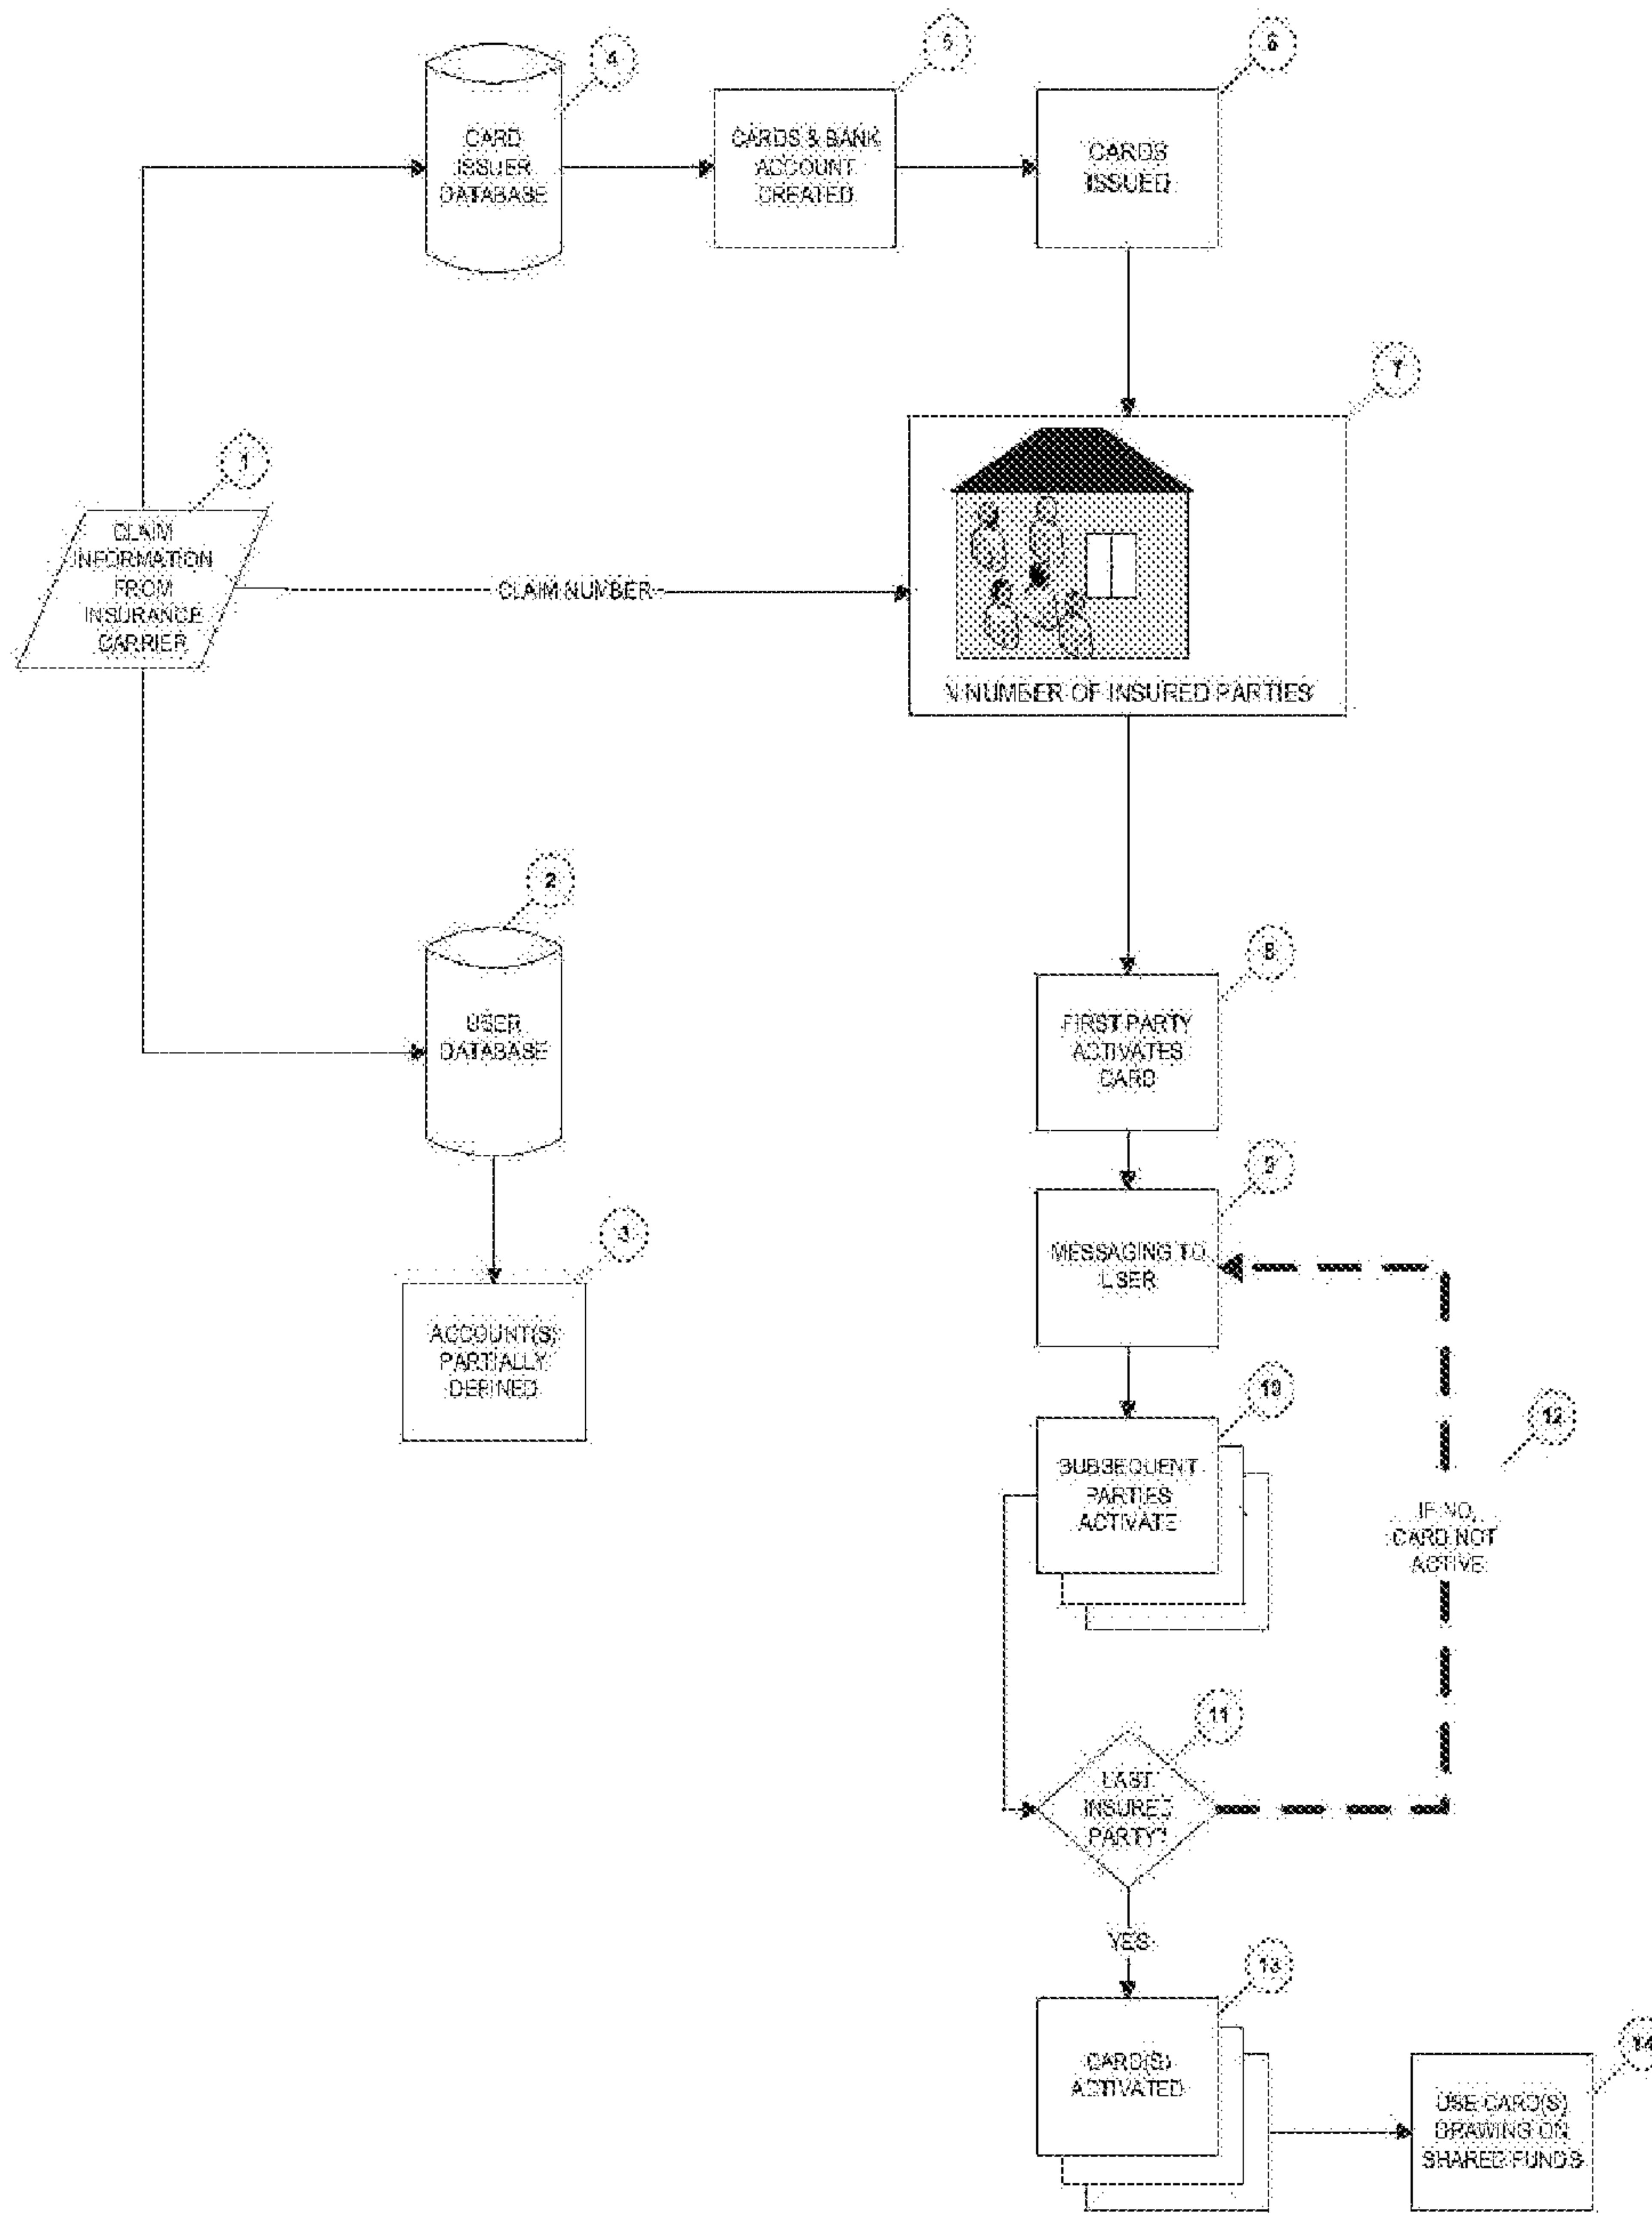 4
5
6
CARD
ISSUER
DATABASE
CARDS & BANK
ACCOUNT
CREATED
CARDS
ISSUED
7
1
CLAIM
INFORMATION
FROM
INSURANCE
CARRIER
CLAIM NUMBER
N NUMBER OF INSURED PARTIES
2
USER
DATABASE
8
FIRST PARTY
ACTIVATES
CARD
9
3
MESSAGING TO
USER
ACCOUNT(S)
PARTIALLY
DEFINED
10
12
SUBSEQUENT
PARTIES
ACTIVATE
IF NO,
CARD NOT
ACTIVE
11
LAST
INSURED
PARTY?
YES
13
CARD(S)
ACTIVATED
14
USE CARD(S)
DRAWING ON
SHARED FUNDS